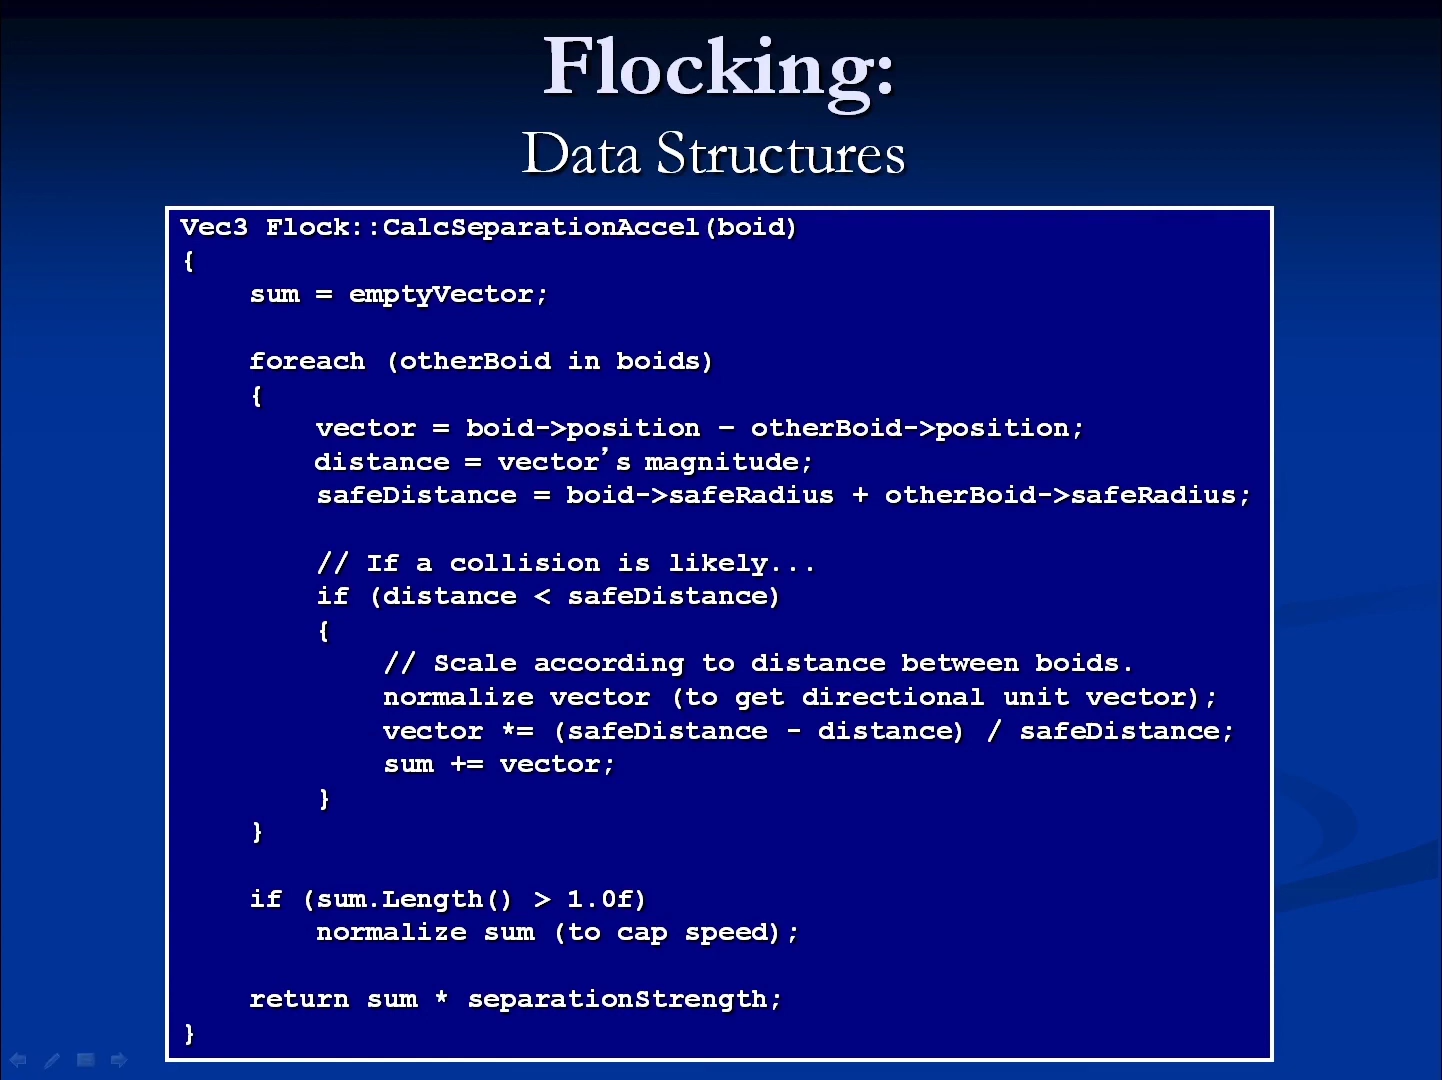 Flocking:
Data Structures
Vec3 Flock::CalcSeparationAccel(boid)
{
sum = emptyVector;
foreach (otherBoid in boids)
{
vector = boid->position – otherBoid->position;
distance = vector’s magnitude;
safeDistance = boid->safeRadius + otherBoid->safeRadius;
// If a collision is likely...
if (distance < safeDistance)
{
// Scale according to distance between boids.
normalize vector (to get directional unit vector);
vector *= (safeDistance - distance) / safeDistance;
sum += vector;
}
}
if (sum.Length() > 1.0f)
normalize sum (to cap speed);
return sum * separationStrength;
}